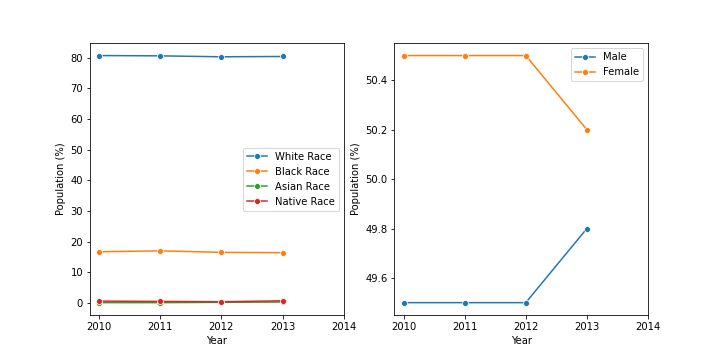 80
70
60
50
40
30
20
10
0
Population (%)
2010 2011 2012 2013 2014
Year
White Race
Black Race
Asian Race
Native Race
50.4
50.2
50.0
49.8
49.6
Population (%)
2010 2011 2012 2013 2014
Year
Male
Female